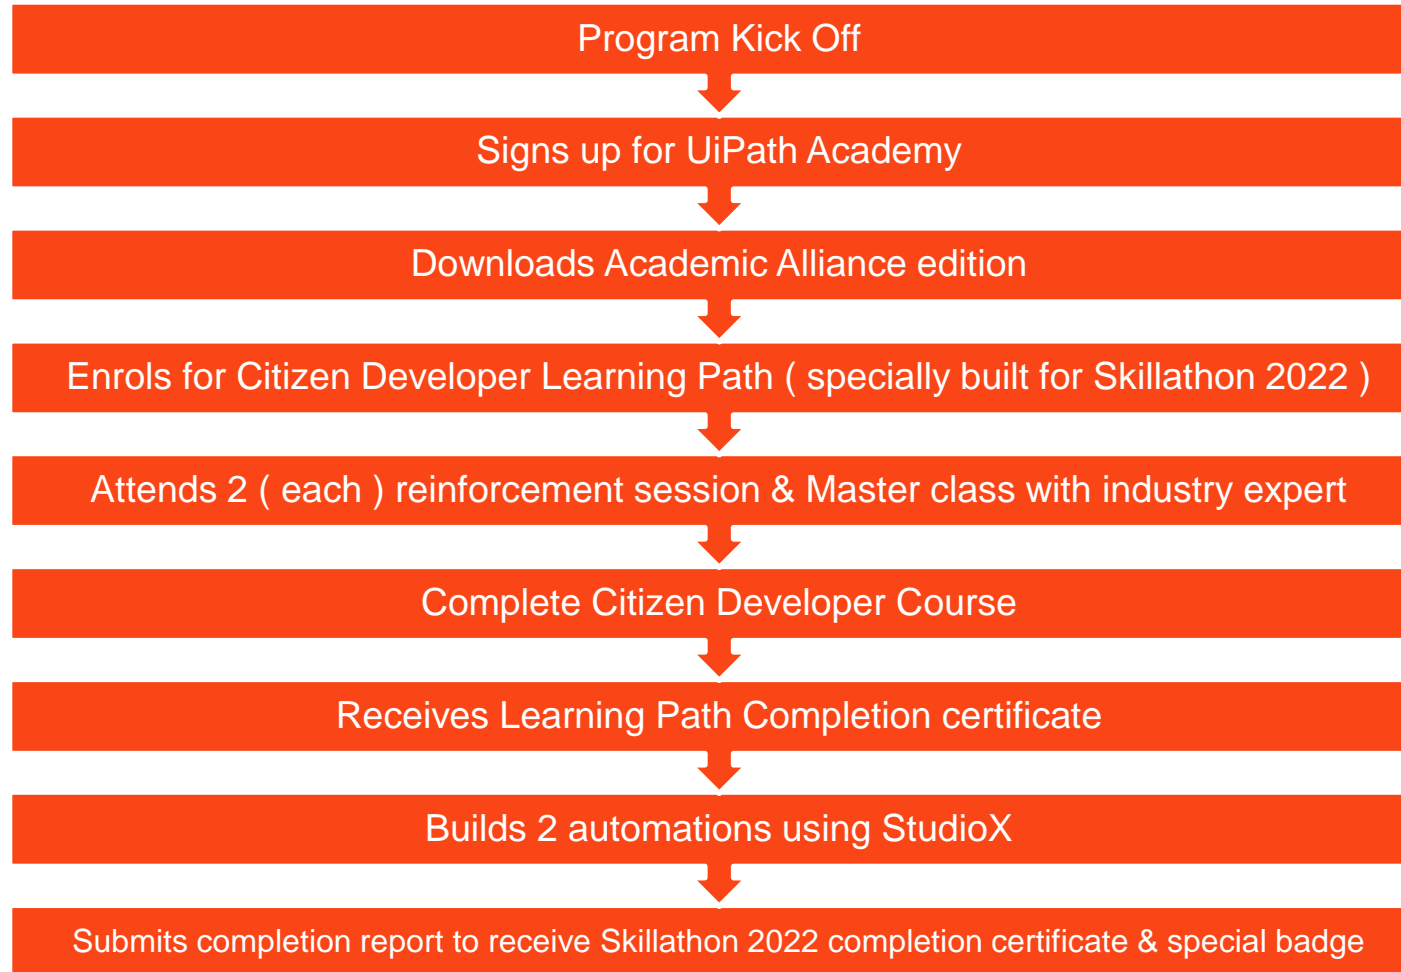 Program Kick Off
Signs up for UiPath Academy
Downloads Academic Alliance edition
Enrols for Citizen Developer Learning Path ( specially built for Skillathon 2022 )
Attends 2 ( each ) reinforcement session & Master class with industry expert
Complete Citizen Developer Course
Receives Learning Path Completion certificate
Builds 2 automations using StudioX
Submits completion report to receive Skillathon 2022 completion certificate & special badge